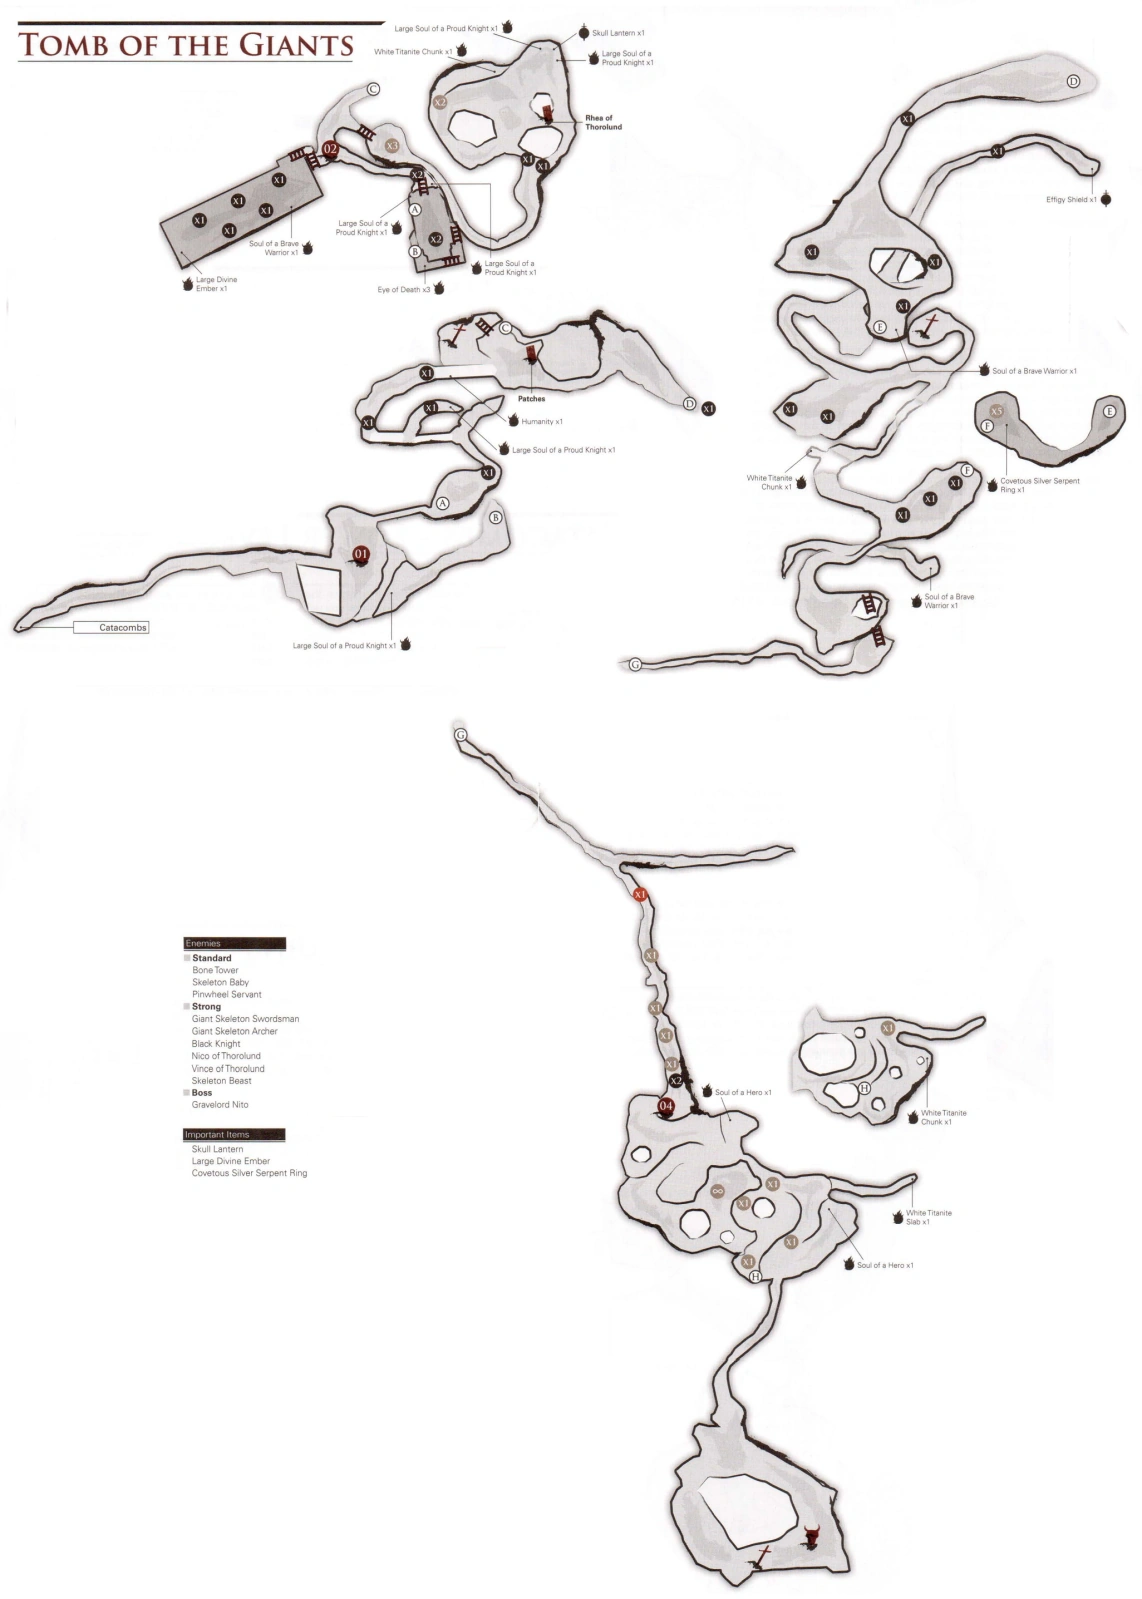 TOMB OF THE GIANTS
Large Soul of a Proud Knight x1
Skull Lantern x1
White Titanite Chunk x1
Large Soul of a
Proud Knight x1
C
x2
Rhea of
Thorolund
02
x3
x1
x1
x2
x1
x1
x1
x1
x1
A
Large Soul of a
Proud Knight x1
x2
B
Soul of a Brave
Warrior x1
Large Soul of a
Proud Knight x1
Large Divine
Ember x1
Eye of Death x3
D
x1
x1
Effigy Shield x1
x1
x1
x1
E
Soul of a Brave Warrior x1
x1
x1
x5
F
E
Covetous Silver Serpent
Ring x1
White Titanite
Chunk x1
F
x1
x1
x1
Soul of a Brave
Warrior x1
G
C
x1
Patches
D
x1
x1
Humanity x1
x1
Large Soul of a Proud Knight x1
x1
A
B
01
Catacombs
Large Soul of a Proud Knight x1
G
x1
x1
x1
x1
x1
x2
04
Soul of a Hero x1
x1
H
White Titanite
Chunk x1
∞
x1
x1
White Titanite
Slab x1
x1
x1
H
Soul of a Hero x1
Enemies
Standard
Bone Tower
Skeleton Baby
Pinwheel Servant
Strong
Giant Skeleton Swordsman
Giant Skeleton Archer
Black Knight
Nico of Thorolund
Vince of Thorolund
Skeleton Beast
Boss
Gravelord Nito
Important Items
Skull Lantern
Large Divine Ember
Covetous Silver Serpent Ring